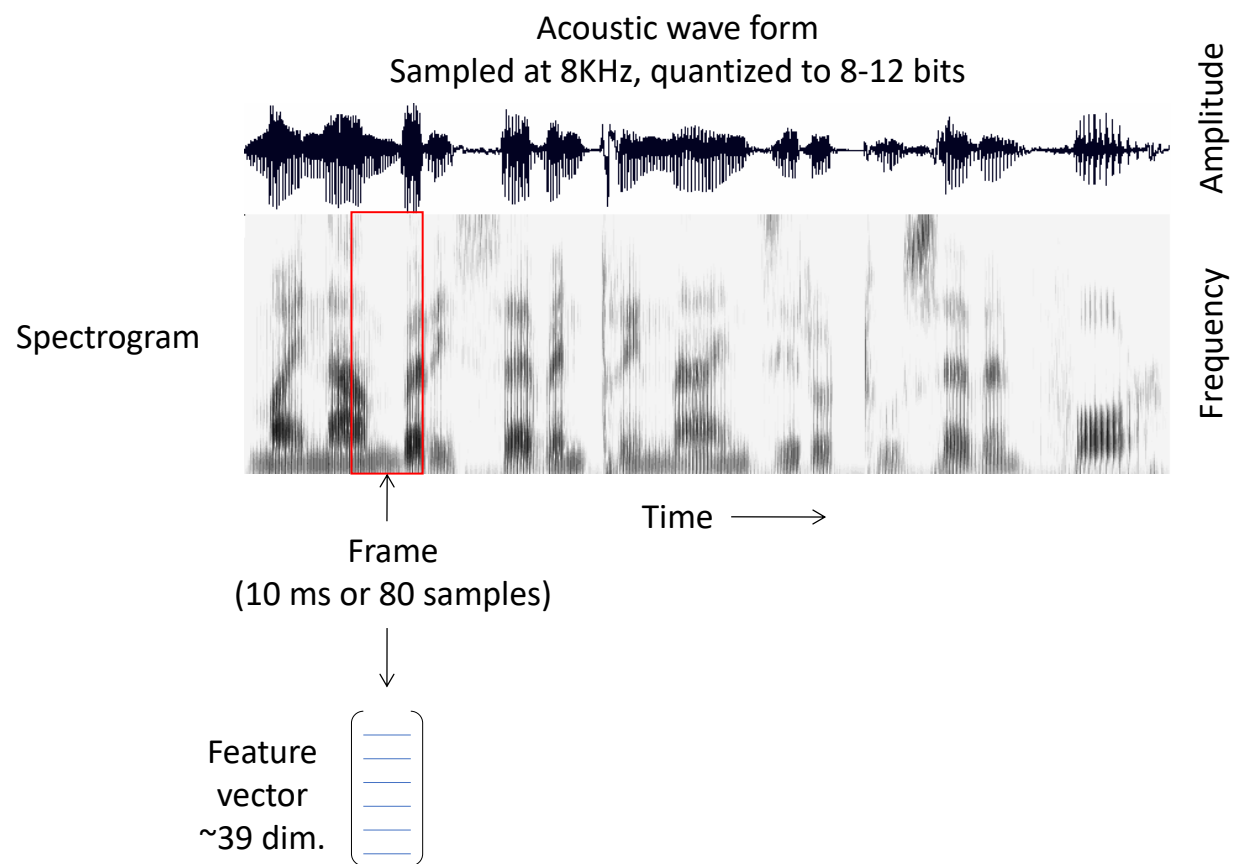 Acoustic wave form
Sampled at 8KHz, quantized to 8-12 bits
Amplitude
Spectrogram
Frequency
Time
Frame
(10 ms or 80 samples)
Feature
vector
~39 dim.